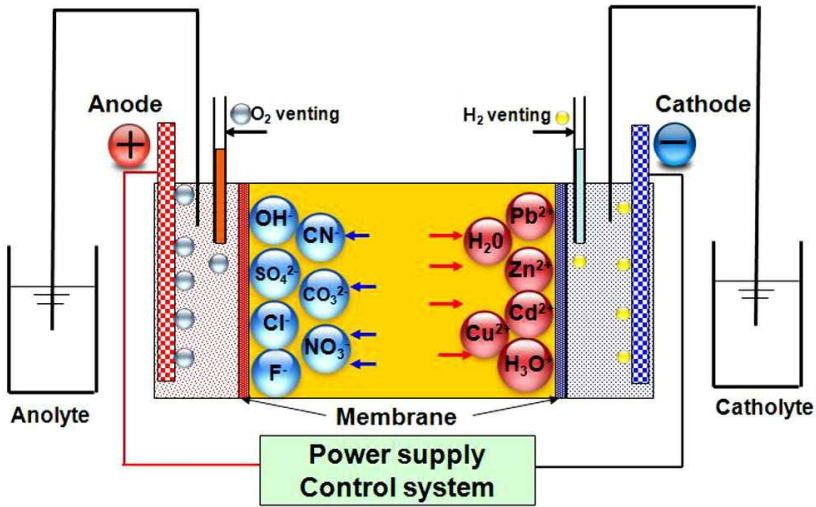 Anode
O₂ venting
H₂ venting
Cathode
+
−
OH⁻
CN⁻
SO₄²⁻
CO₃²⁻
Cl⁻
NO₃⁻
F⁻
Pb²⁺
H₂0
Zn²⁺
Cd²⁺
Cu²⁺
H₃O⁺
Anolyte
Membrane
Catholyte
Power supply
Control system